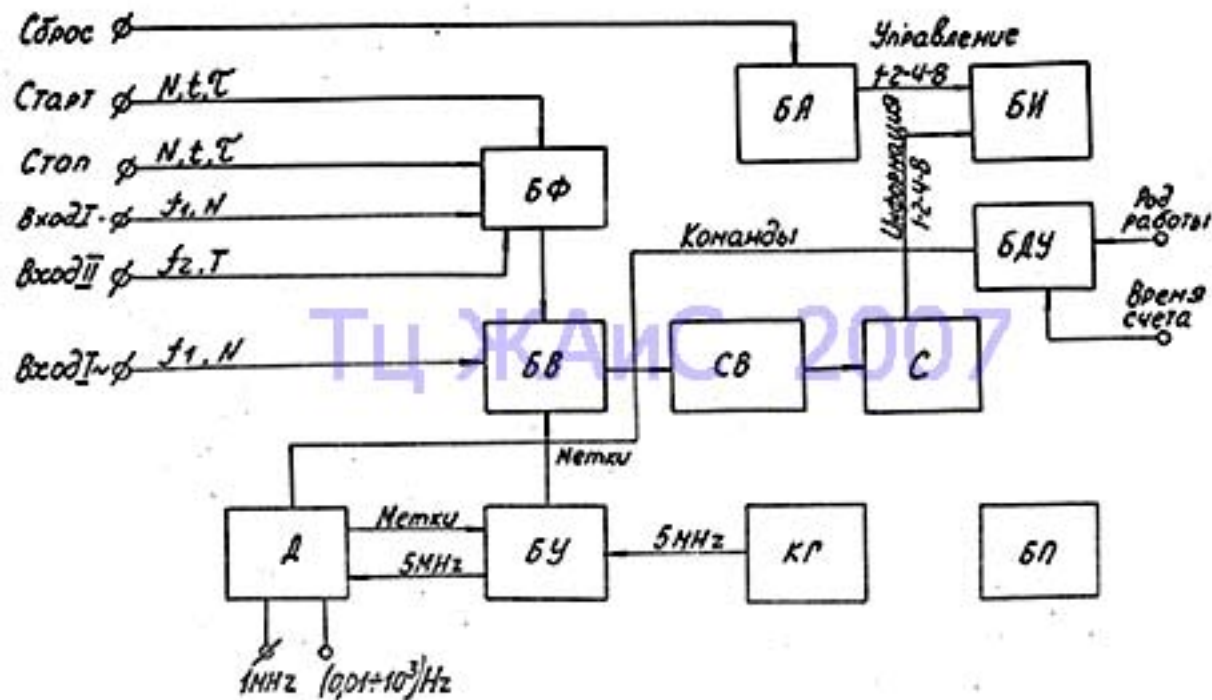 Сброс
Управление
1-2-4-8
БА
БИ
Старт
N, t, τ
Информация
1-2-4-8
Стоп
N, t, τ
БФ
Вход I -
f1, N
Вход II
f2, T
Команды
БДУ
Род
работы
Время
счета
Тц ЖАиС 2007
Вход I ~
f1, N
БВ
СВ
С
Метки
Д
Метки
5MHz
БУ
5MHz
КГ
БП
1MHz
(0,01÷10³)Hz